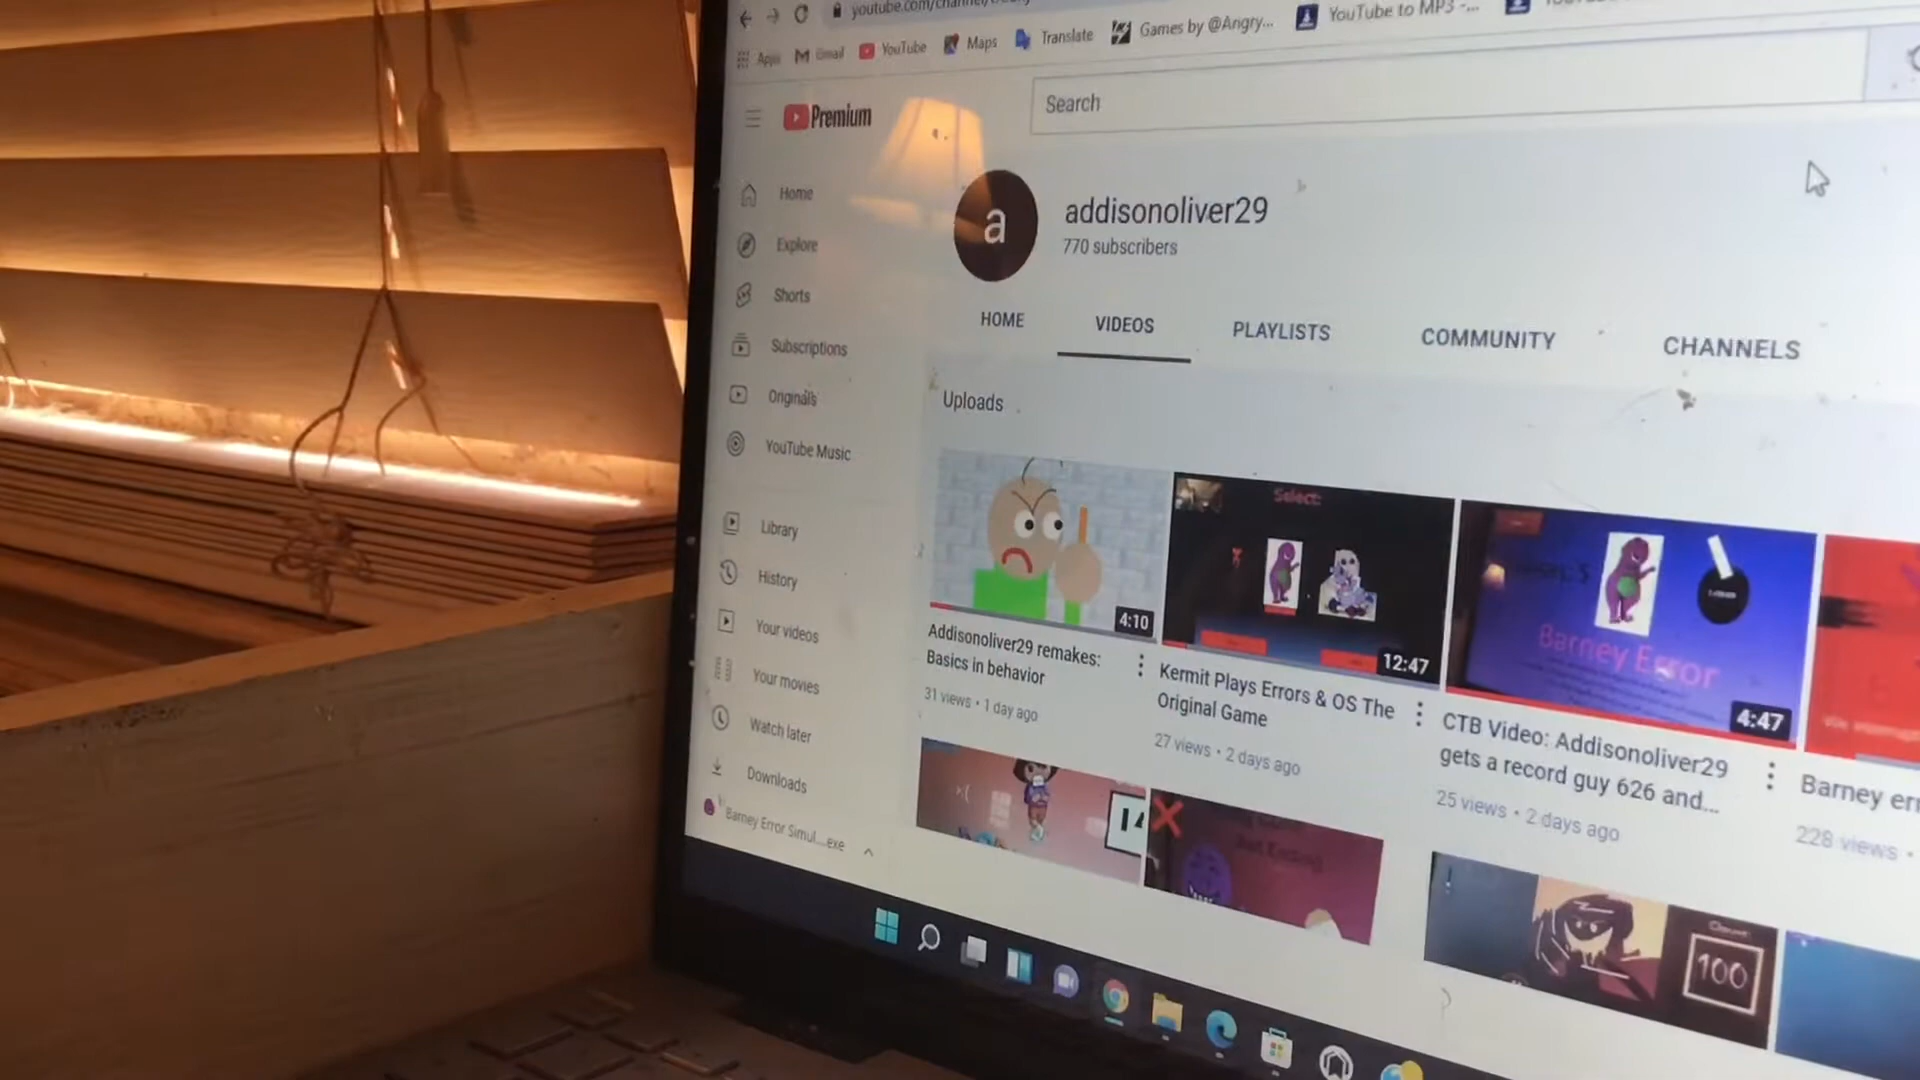 youtube.com/channel/
Apps Gmail YouTube Maps Translate Games by @Angry... YouTube to MP3 -...
Premium
Search
Home
Explore
Shorts
Subscriptions
Originals
YouTube Music
Library
History
Your videos
Your movies
Watch later
Downloads
a
addisonoliver29
770 subscribers
HOME VIDEOS PLAYLISTS COMMUNITY CHANNELS
Uploads
4:10
Addisonoliver29 remakes:
Basics in behavior
31 views • 1 day ago
Select:
12:47
Kermit Plays Errors & OS The
Original Game
27 views • 2 days ago
Barney Error
4:47
CTB Video: Addisonoliver29
gets a record guy 626 and...
25 views • 2 days ago
Barney
228 views •
100
Barney Error Simul....exe